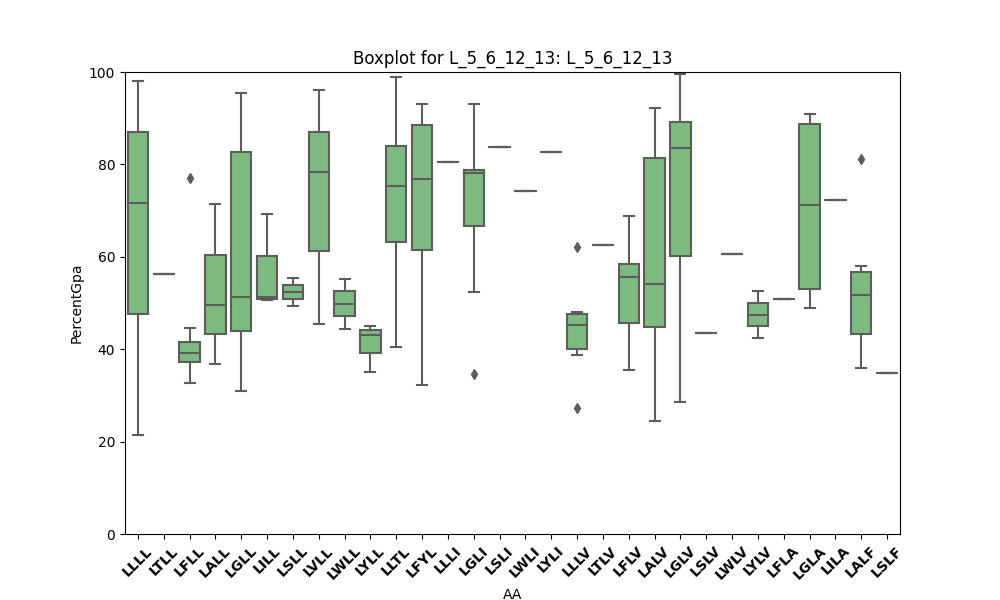 Boxplot for L_5_6_12_13: L_5_6_12_13
100
80
60
40
20
0
PercentGpa
LLLL LTLL LFLL LALL LGLL LILL LSLL LVLL LWLL LYLL LLTL LFYL LLLI LGLI LSLI LWLI LYLI LLLV LTLV LFLV LALV LGLV LSLV LWLV LYLV LFLA LGLA LILA LALF LSLF
AA